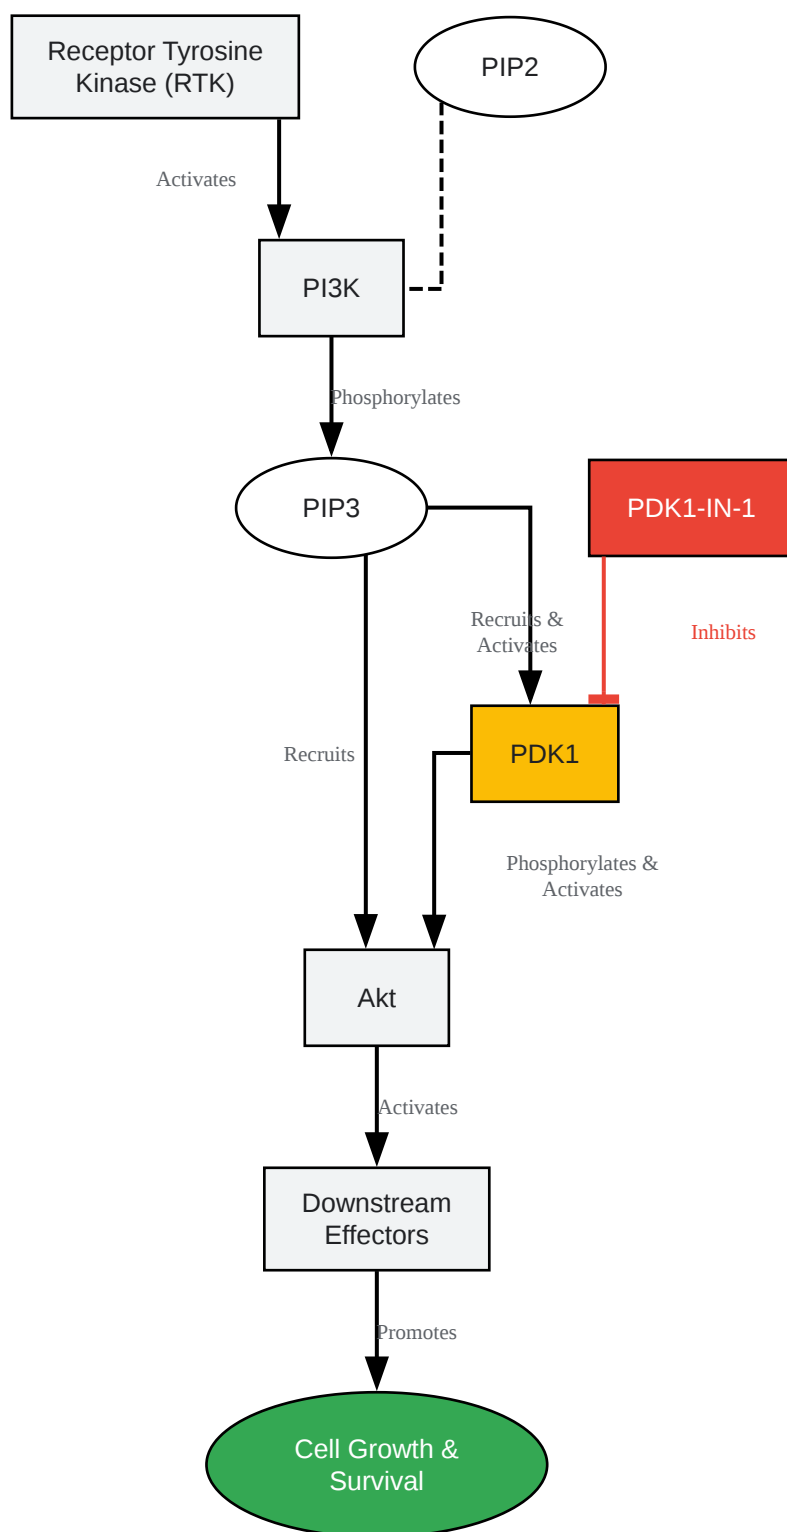 Receptor Tyrosine
Kinase (RTK)
PIP2
Activates
PI3K
Phosphorylates
PIP3
PDK1-IN-1
Recruits &
Activates
Inhibits
Recruits
PDK1
Phosphorylates &
Activates
Akt
Activates
Downstream
Effectors
Promotes
Cell Growth &
Survival